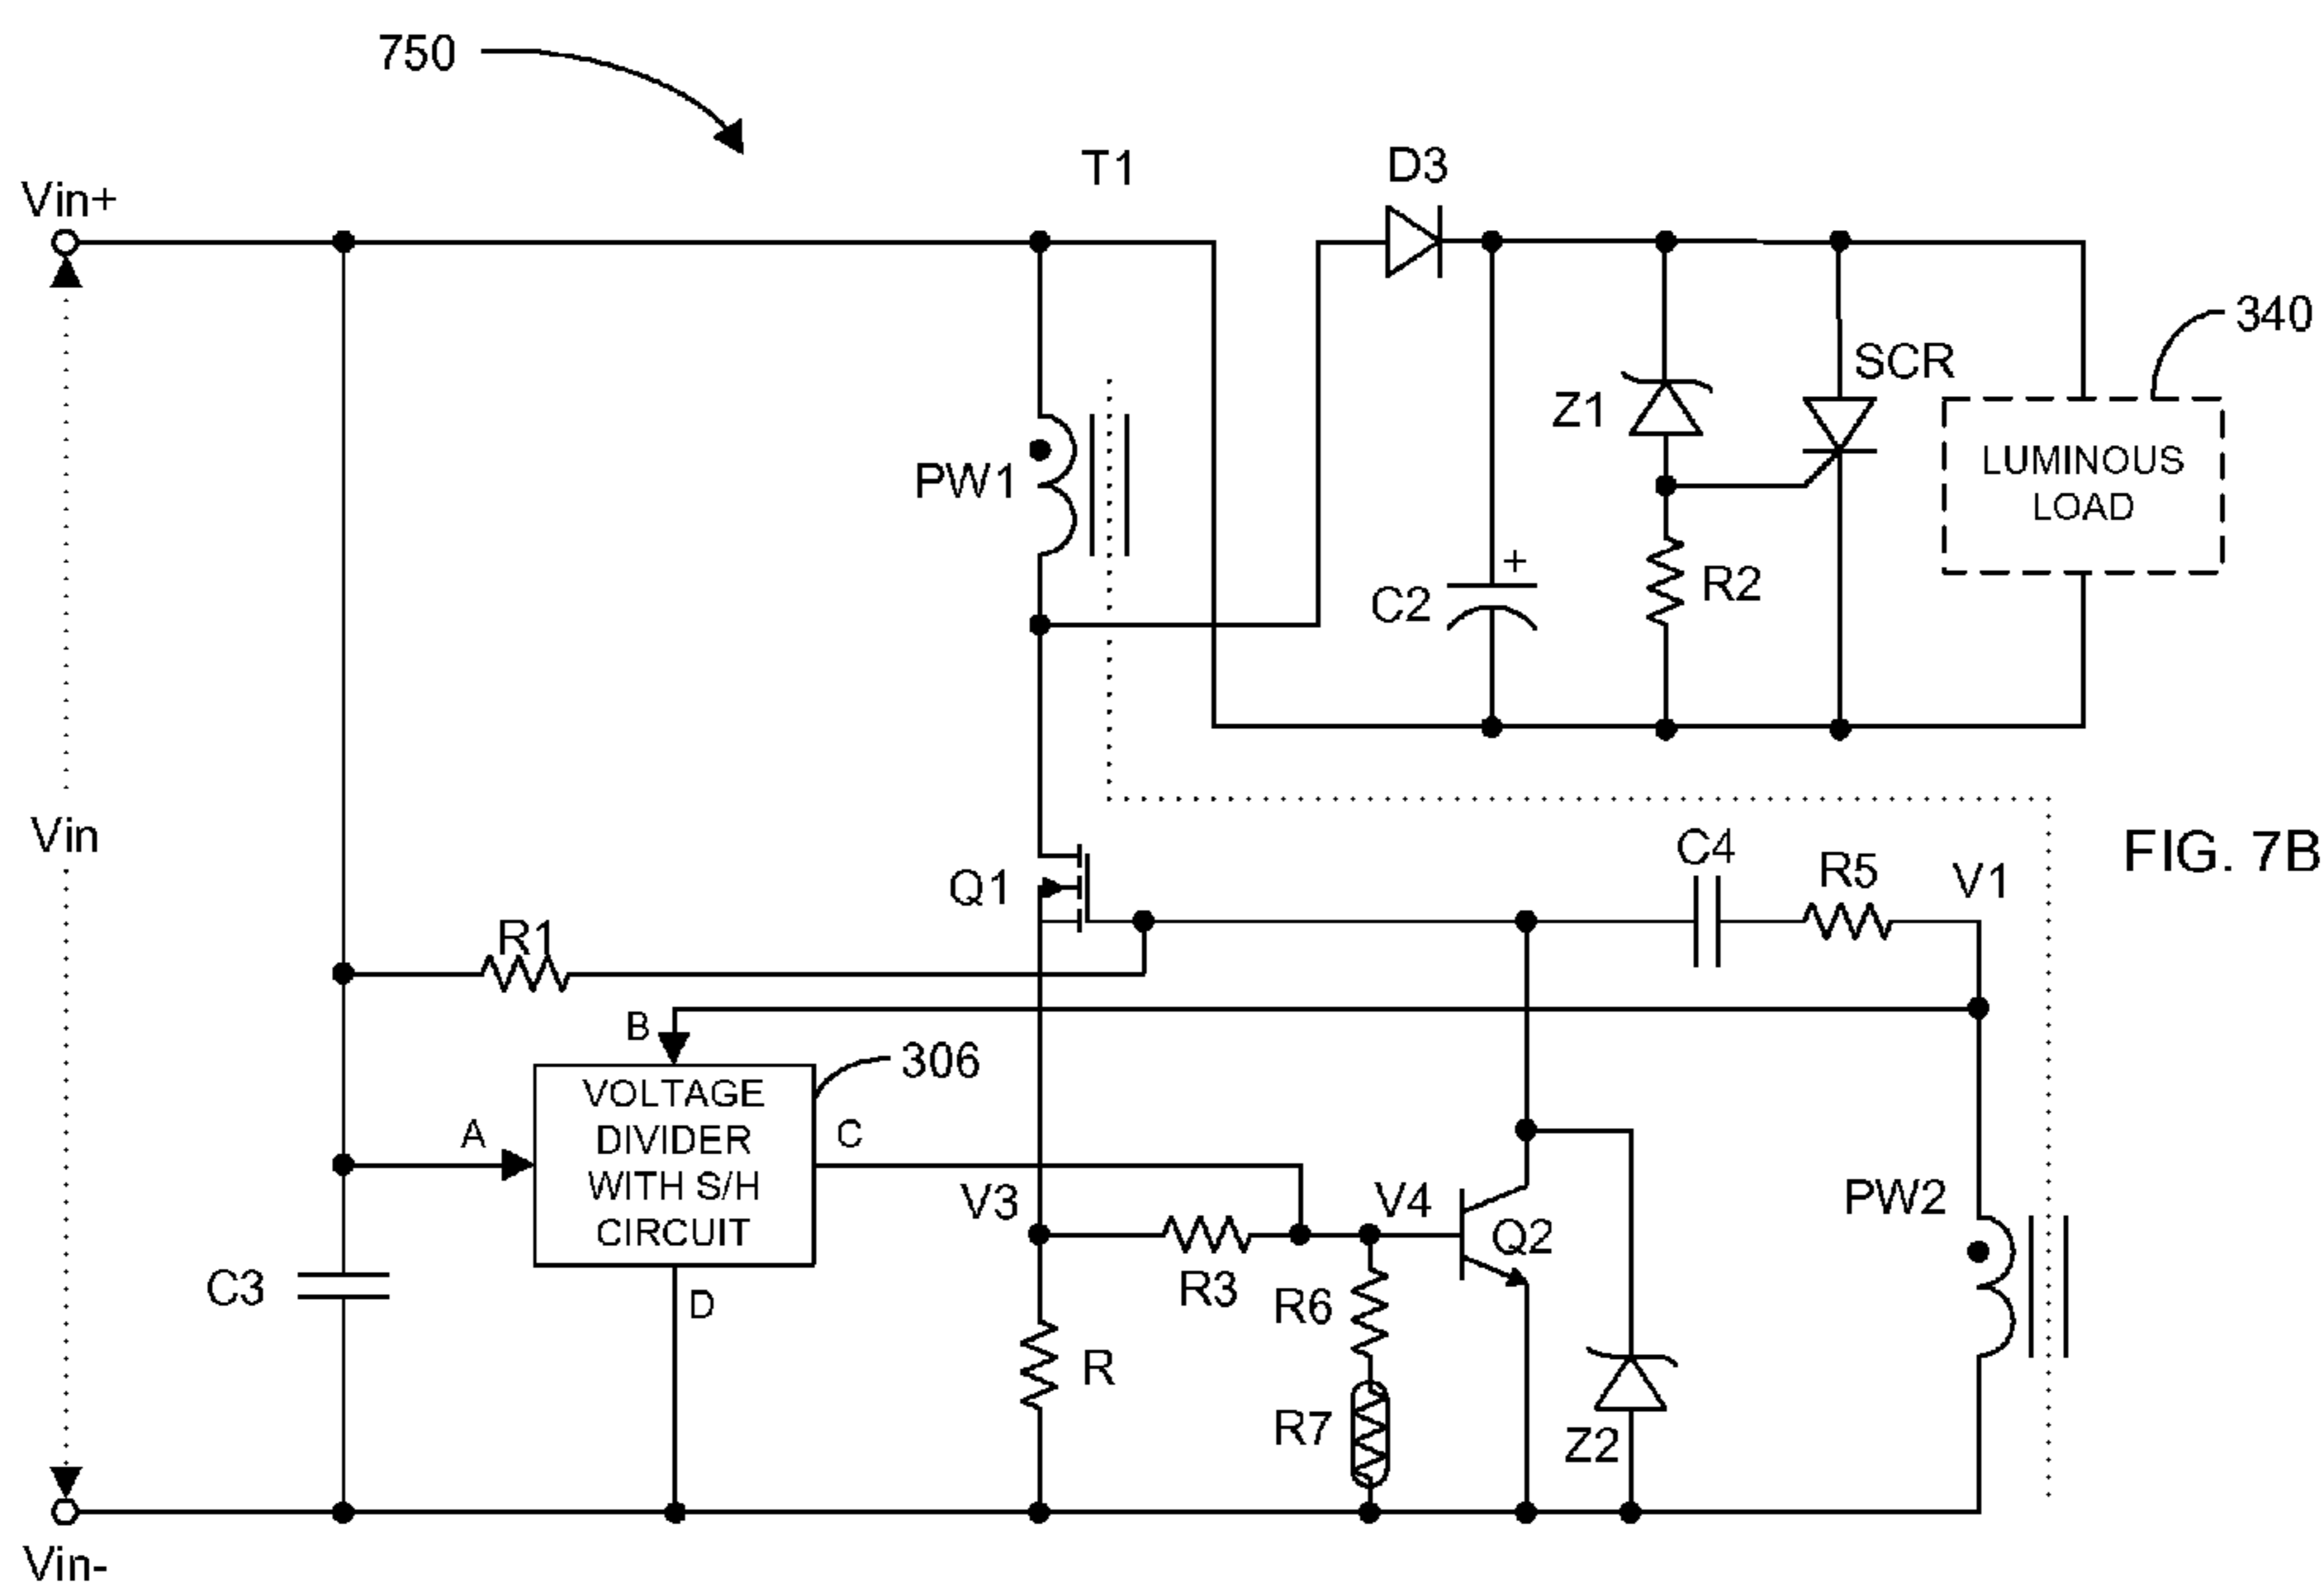 750
T1
D3
Vin+
340
SCR
Z1
PW1
LUMINOUS
LOAD
+
C2
R2
Vin
C4
R5
V1
FIG. 7B
Q1
R1
B
306
VOLTAGE
DIVIDER
WITH S/H
CIRCUIT
A
C
V3
V4
Q2
PW2
C3
D
R3
R6
R
R7
Z2
Vin-